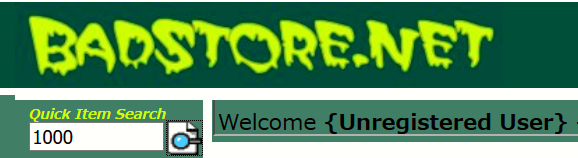 BADSTORE.NET
Quick Item Search
1000
Welcome {Unregistered User} -